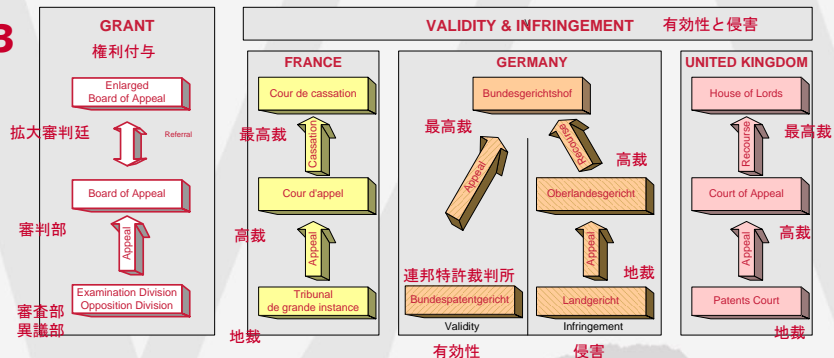 3
GRANT
権利付与
Enlarged
Board of Appeal
拡大審判廷
Referral
Board of Appeal
審判部
Appeal
Examination Division
Opposition Division
審査部
異議部
VALIDITY & INFRINGEMENT 有効性と侵害
FRANCE
Cour de cassation
最高裁
Cassation
Cour d'appel
高裁
Appeal
Tribunal
de grande instance
地裁
GERMANY
Bundesgerichtshof
最高裁
Appeal
Recourse
高裁
Oberlandesgericht
Appeal
地裁
連邦特許裁判所
Bundespatentgericht
Landgericht
Validity
Infringement
有効性
侵害
UNITED KINGDOM
House of Lords
最高裁
Recourse
Court of Appeal
高裁
Appeal
Patents Court
地裁